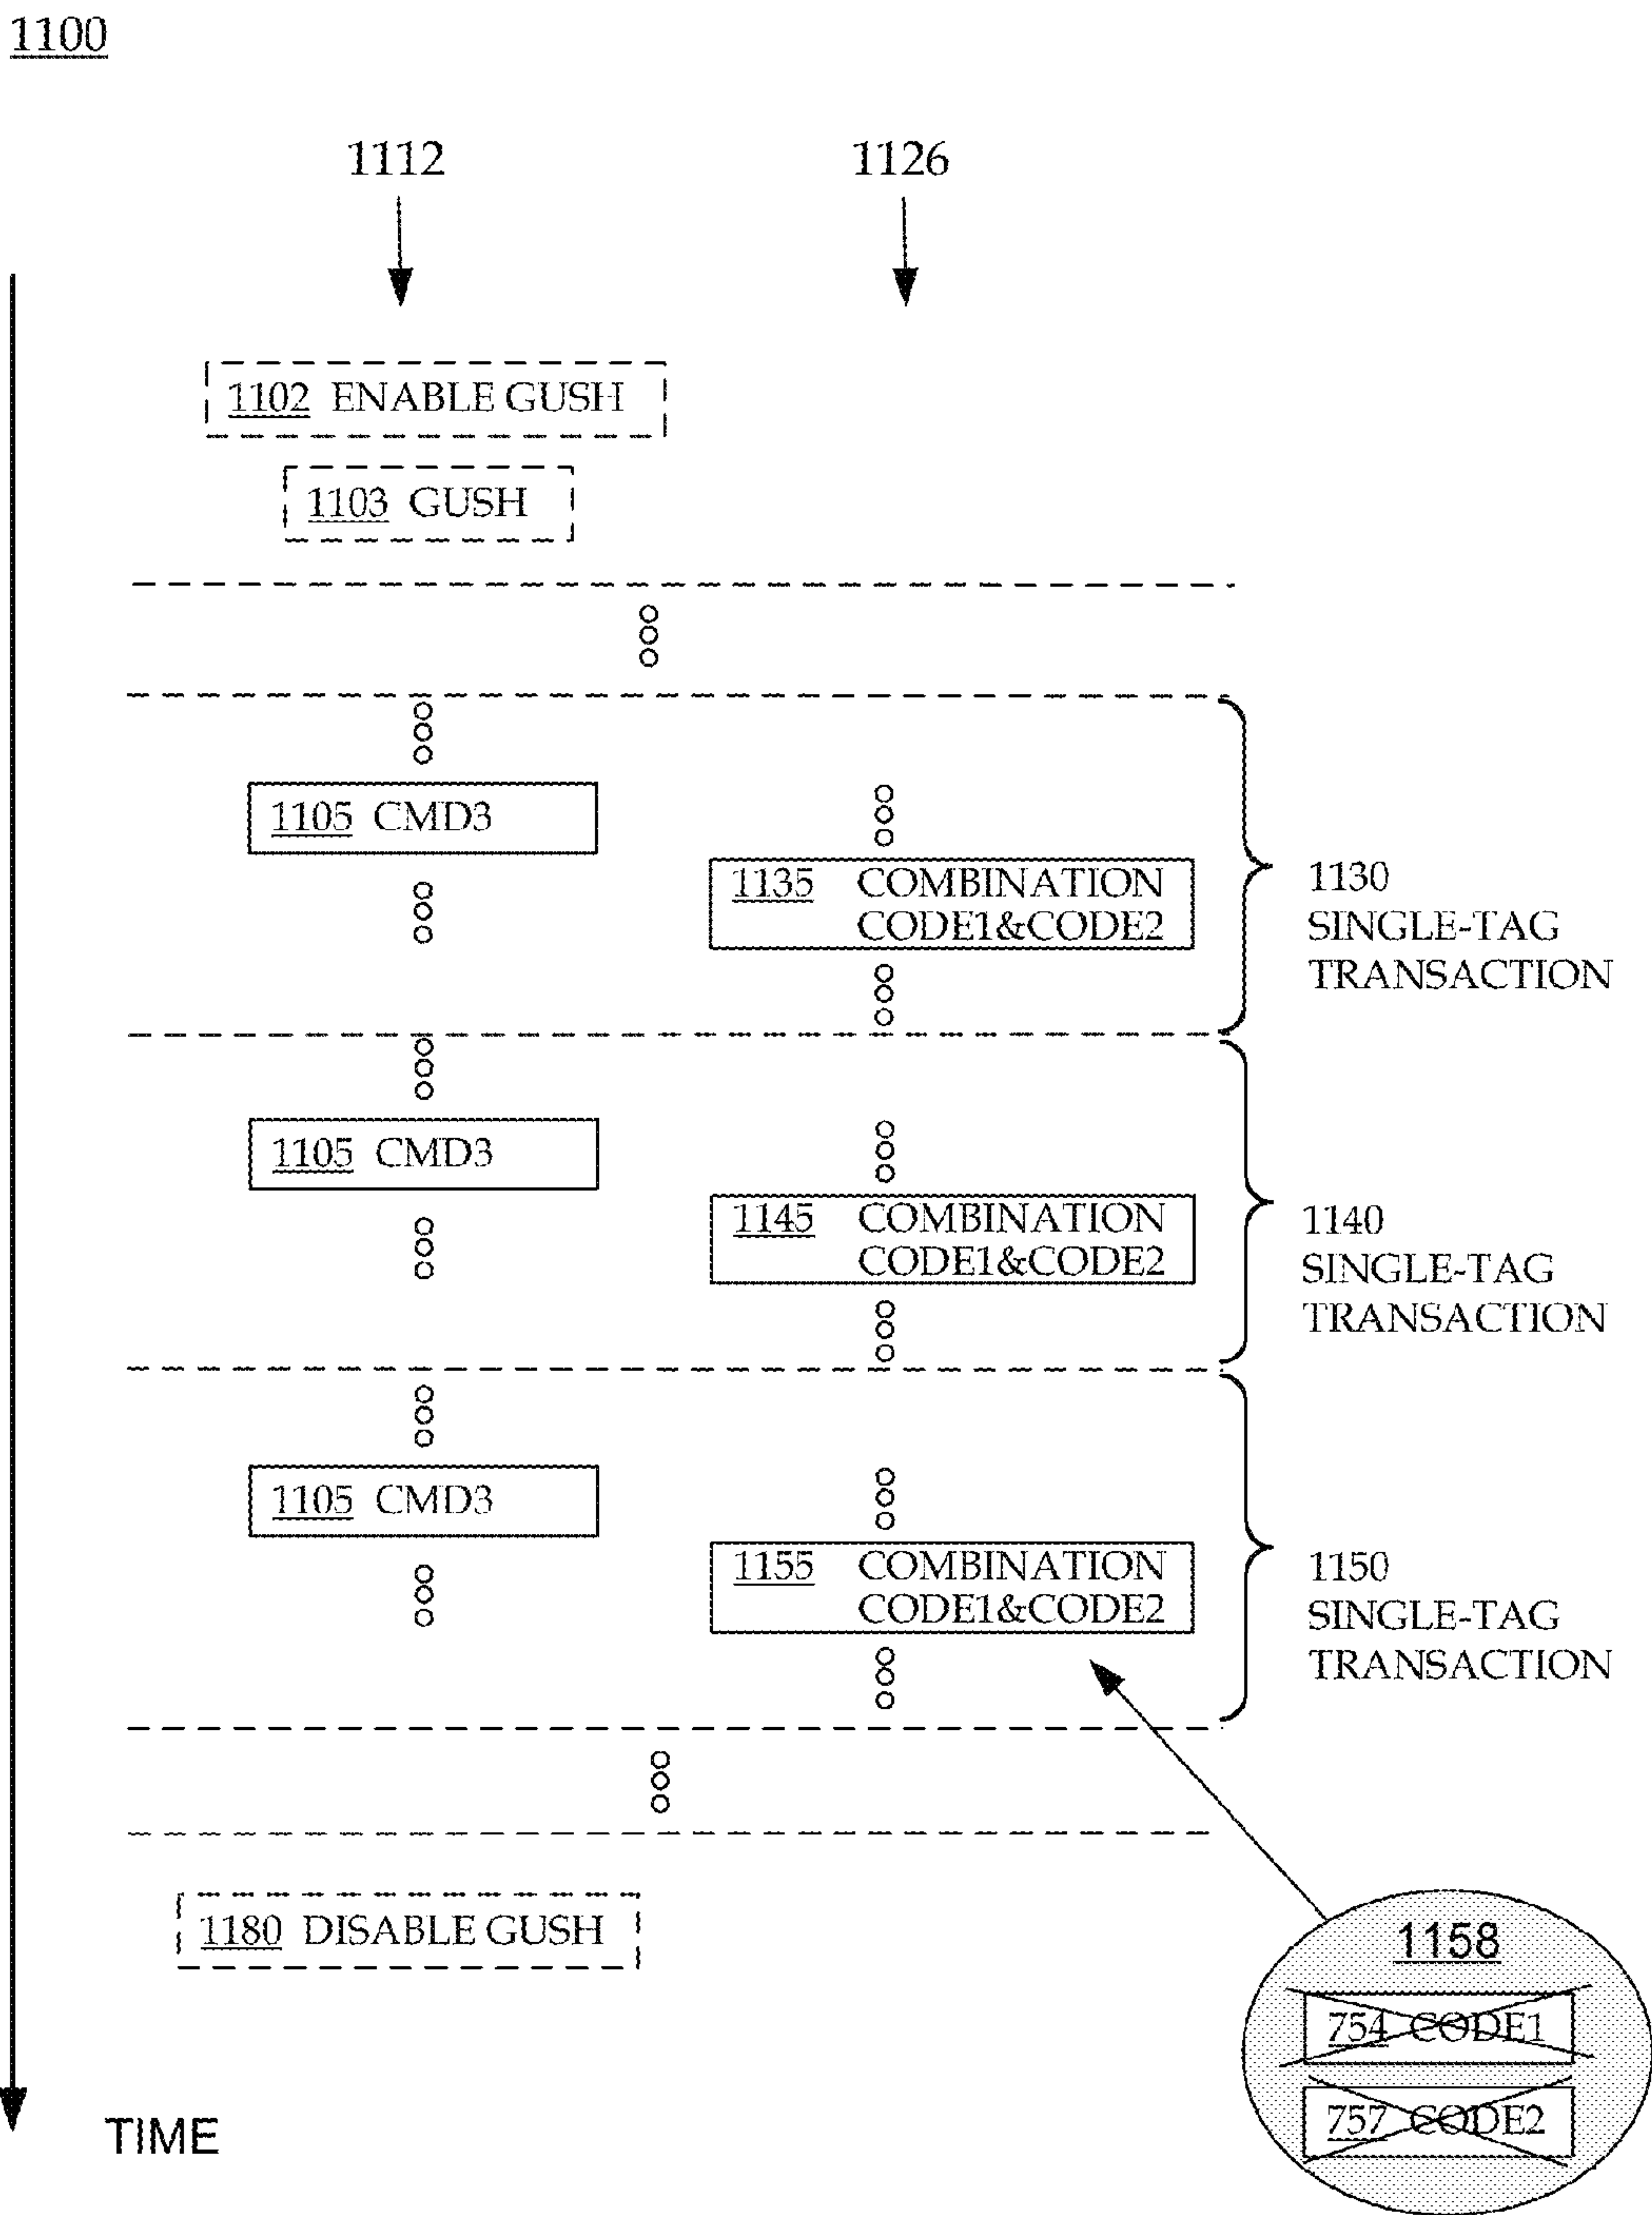 1100
1112
1126
1102 ENABLE GUSH
1103 GUSH
1105 CMD3
1135 COMBINATION
CODE1&CODE2
1130
SINGLE-TAG
TRANSACTION
1105 CMD3
1145 COMBINATION
CODE1&CODE2
1140
SINGLE-TAG
TRANSACTION
1105 CMD3
1155 COMBINATION
CODE1&CODE2
1150
SINGLE-TAG
TRANSACTION
1180 DISABLE GUSH
1158
754 CODE1
757 CODE2
TIME